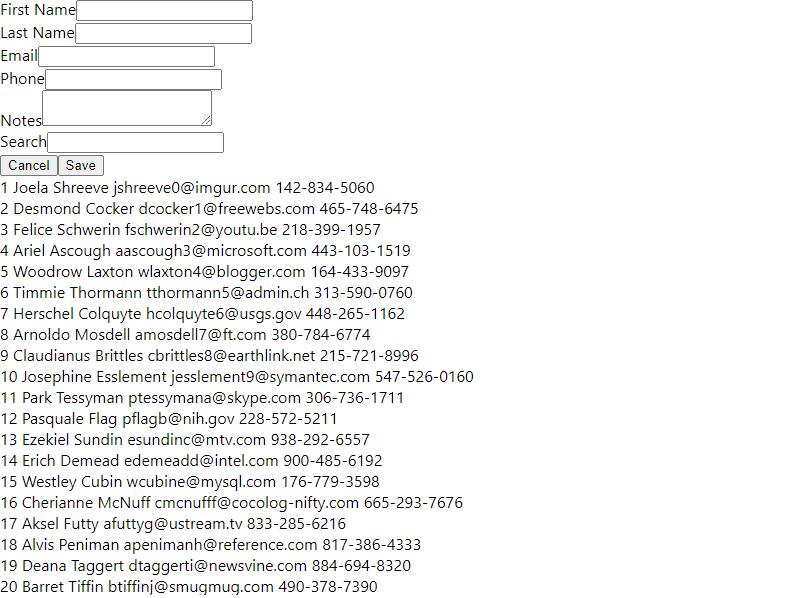 First Name
Last Name
Email
Phone
Notes
Search
Cancel Save
1 Joela Shreeve jshreeve0@imgur.com 142-834-5060
2 Desmond Cocker dcocker1@freewebs.com 465-748-6475
3 Felice Schwerin fschwerin2@youtu.be 218-399-1957
4 Ariel Ascough aascough3@microsoft.com 443-103-1519
5 Woodrow Laxton wlaxton4@blogger.com 164-433-9097
6 Timmie Thormann tthormann5@admin.ch 313-590-0760
7 Herschel Colquyte hcolquyte6@usgs.gov 448-265-1162
8 Arnoldo Mosdell amosdell7@ft.com 380-784-6774
9 Claudianus Brittles cbrittles8@earthlink.net 215-721-8996
10 Josephine Esslement jesslement9@symantec.com 547-526-0160
11 Park Tessyman ptessymana@skype.com 306-736-1711
12 Pasquale Flag pflagb@nih.gov 228-572-5211
13 Ezekiel Sundin esundinc@mtv.com 938-292-6557
14 Erich Demead edemeadd@intel.com 900-485-6192
15 Westley Cubin wcubine@mysql.com 176-779-3598
16 Cherianne McNuff cmcnufff@cocolog-nifty.com 665-293-7676
17 Aksel Futty afuttyg@ustream.tv 833-285-6216
18 Alvis Peniman apenimanh@reference.com 817-386-4333
19 Deana Taggert dtaggerti@newsvine.com 884-694-8320
20 Barret Tiffin btiffinj@smugmug.com 490-378-7390